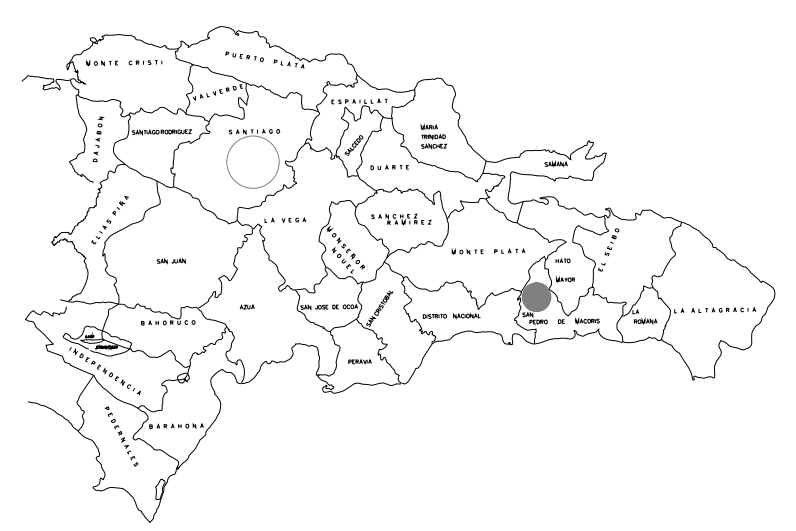 PUERTO PLATA
MONTE CRISTI
VALVERDE
ESPAILLAT
SANTIAGO RODRIGUEZ
SANTIAGO
MARIA
TRINIDAD
SANCHEZ
DAJABON
SALCEDO
DUARTE
SAMANA
ELIAS PIÑA
LA VEGA
SANCHEZ
RAMIREZ
MONSEÑOR
NOUEL
EL SEIBO
MONTE PLATA
SAN JUAN
HATO
MAYOR
AZUA
SAN JOSE DE OCOA
SAN CRISTOBAL
DISTRITO NACIONAL
SAN
PEDRO DE MACORIS
LA
ROMANA
LA ALTAGRACIA
BAHORUCO
INDEPENDENCIA
PERAVIA
PEDERNALES
BARAHONA